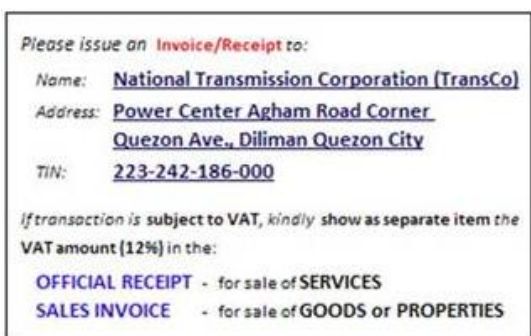 Please issue an Invoice/Receipt to:
Name: National Transmission Corporation (TransCo)
Address: Power Center Agham Road Corner
Quezon Ave., Diliman Quezon City
TIN: 223-242-186-000
If transaction is subject to VAT, kindly show as separate item the
VAT amount (12%) in the:
OFFICIAL RECEIPT - for sale of SERVICES
SALES INVOICE - for sale of GOODS or PROPERTIES